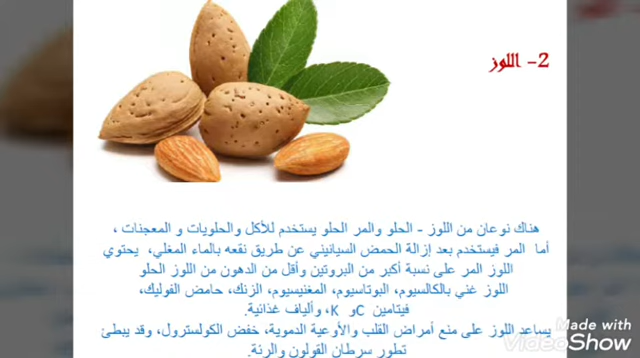 2- اللوز
هناك نوعان من اللوز - الحلو والمر الحلو يستخدم للأكل والحلويات و المعجنات ،
أما المر فيستخدم بعد إزالة الحمض السيانيني عن طريق نقعه بالماء المغلي، يحتوي
اللوز المر على نسبة أكبر من البروتين وأقل من الدهون من اللوز الحلو
اللوز غني بالكالسيوم، البوتاسيوم، المغنيسيوم، الزنك، حامض الفوليك،
فيتامين C و K، وألياف غذائية.
يساعد اللوز على منع أمراض القلب والأوعية الدموية، خفض الكولسترول، وقد يبطئ
تطور سرطان القولون والرئة.
Made with
VideoShow